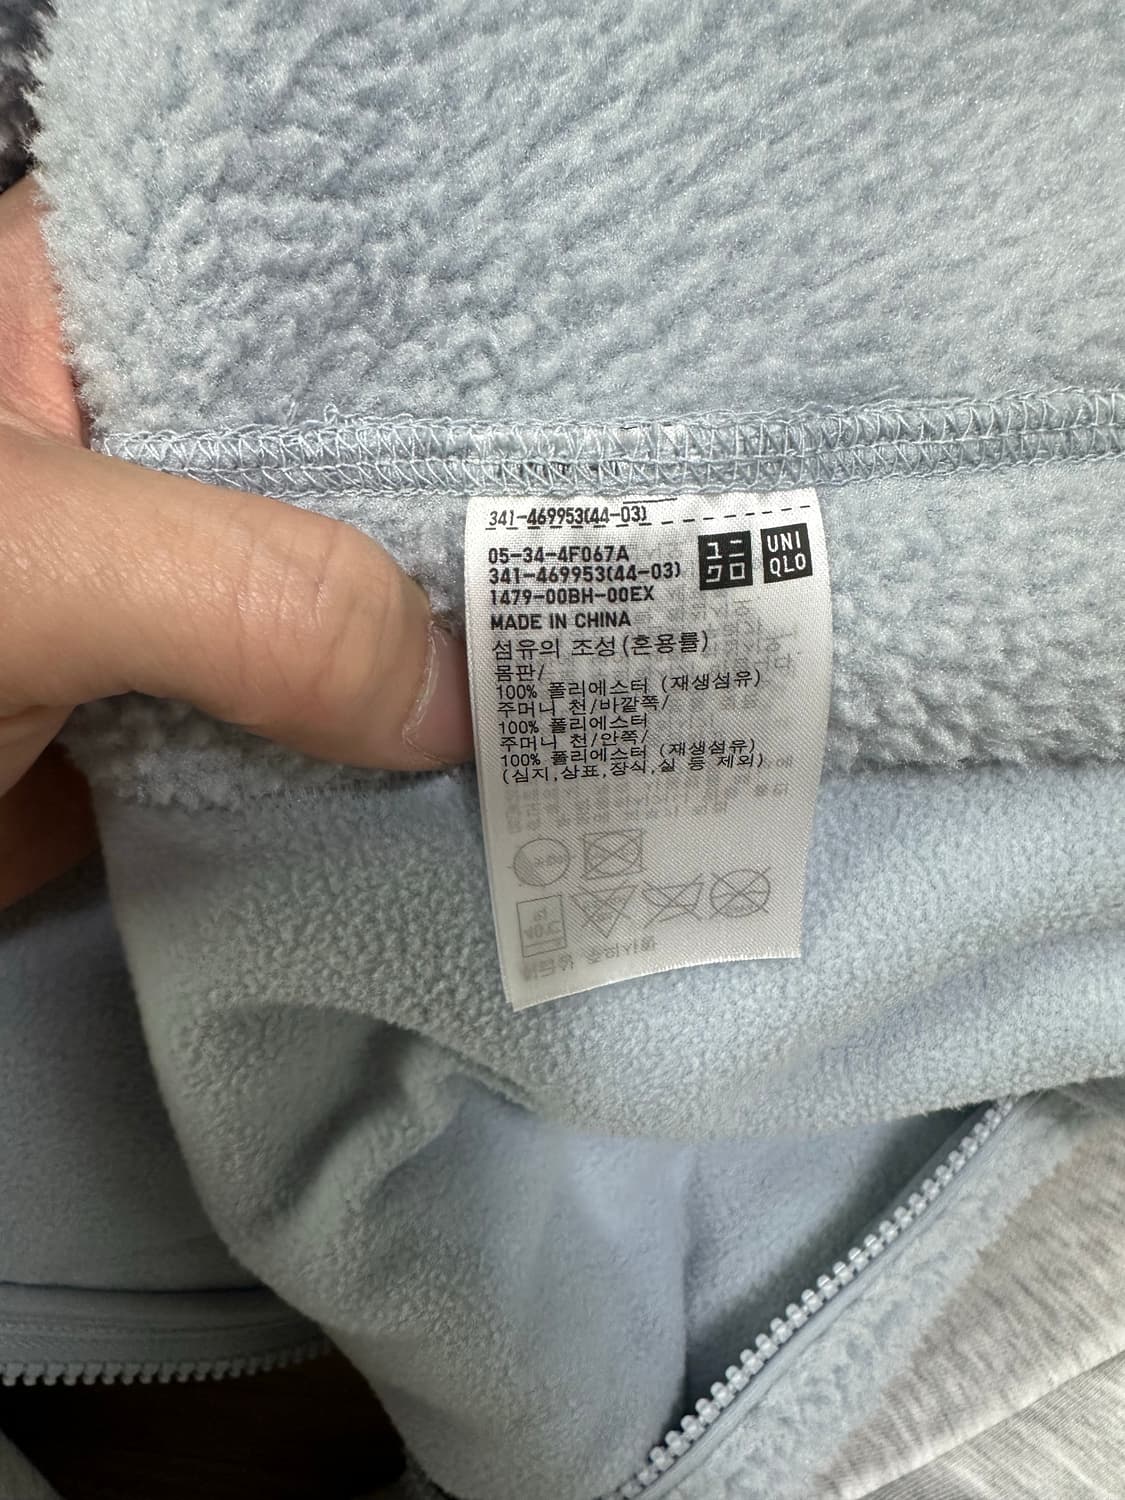 341-469953(44-03)
05-34-4F067A
341-469953(44-03)
1479-00BH-00EX
ユニクロ
UNIQLO
MADE IN CHINA
섬유의 조성(혼용률)
몸판/
100% 폴리에스터 (재생섬유)
주머니 천/바깥쪽/
100% 폴리에스터
주머니 천/안쪽/
100% 폴리에스터 (재생섬유)
(심지,상표,장식,실 등 제외)